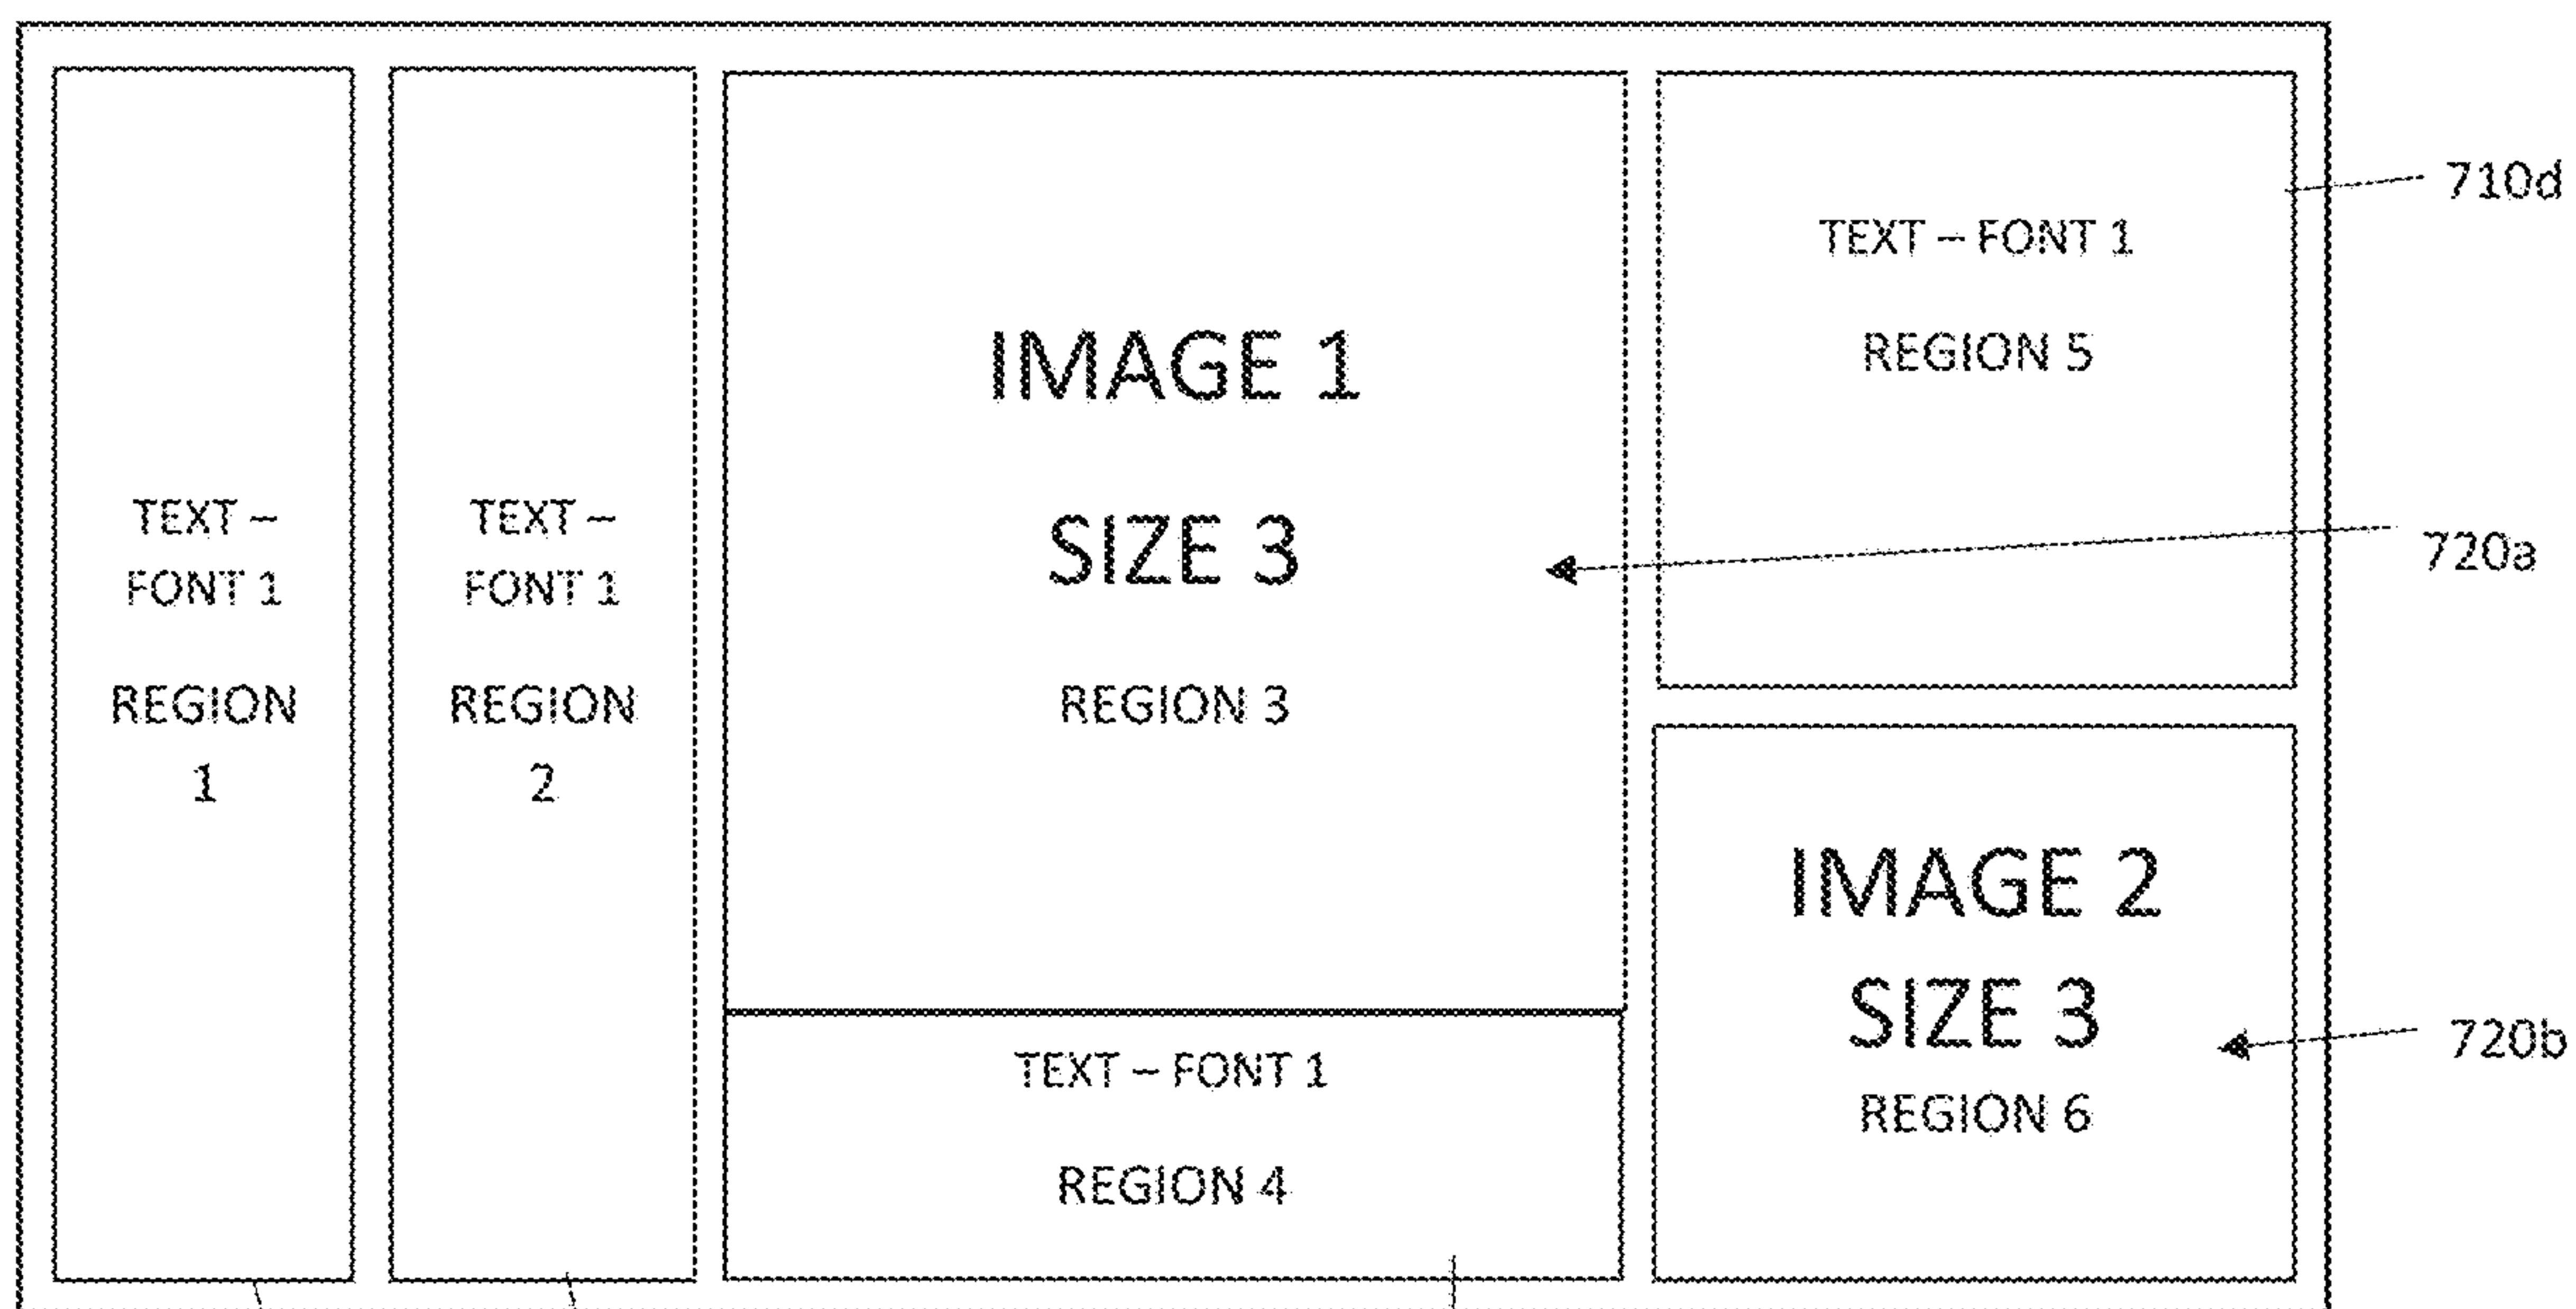 TEXT –
FONT 1
REGION
1
TEXT –
FONT 1
REGION
2
IMAGE 1
SIZE 3
REGION 3
TEXT – FONT 1
REGION 4
TEXT – FONT 1
REGION 5
IMAGE 2
SIZE 3
REGION 6
710d
720a
720b